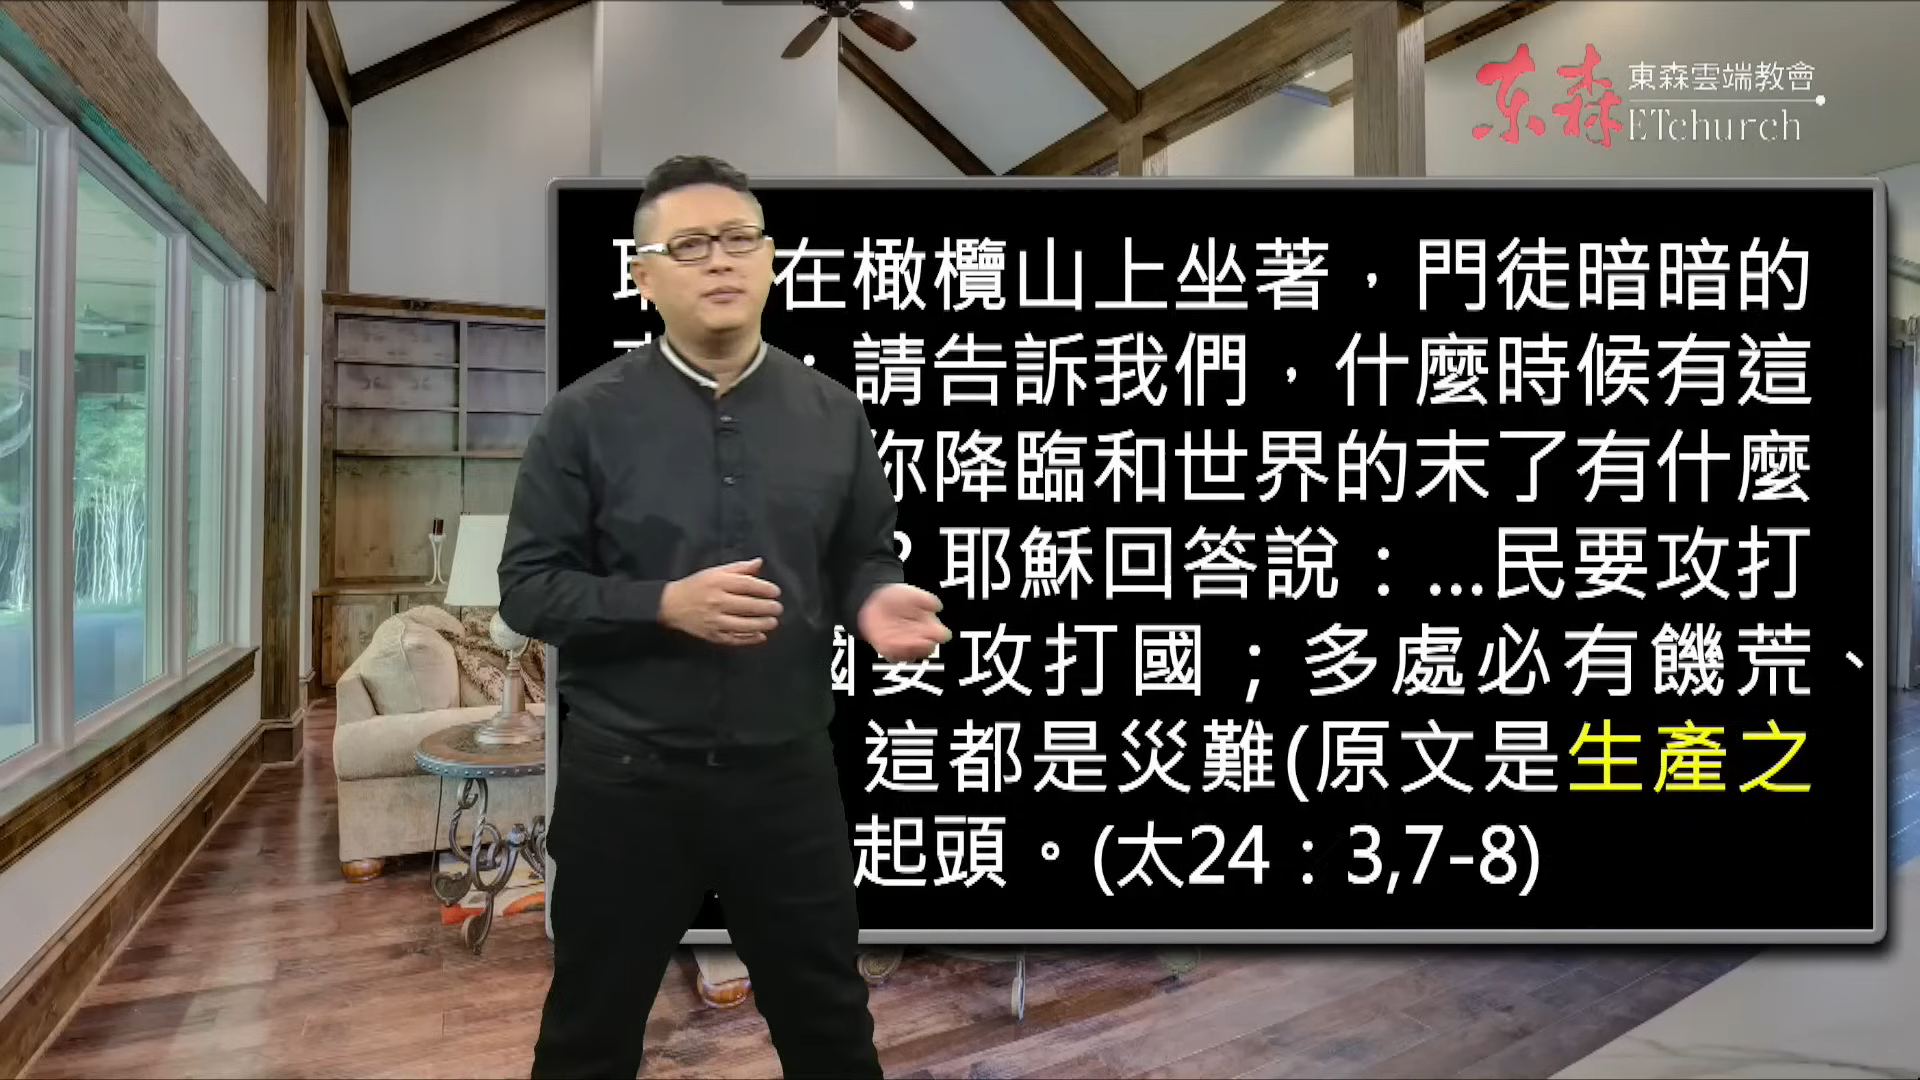 东森
東森雲端教會
ETchurch
在橄欖山上坐著，門徒暗暗的
：請告訴我們，什麼時候有這
你降臨和世界的末了有什麼
？耶穌回答說：…民要攻打
國要攻打國；多處必有饑荒、
這都是災難(原文是生產之
起頭。(太24：3,7-8)